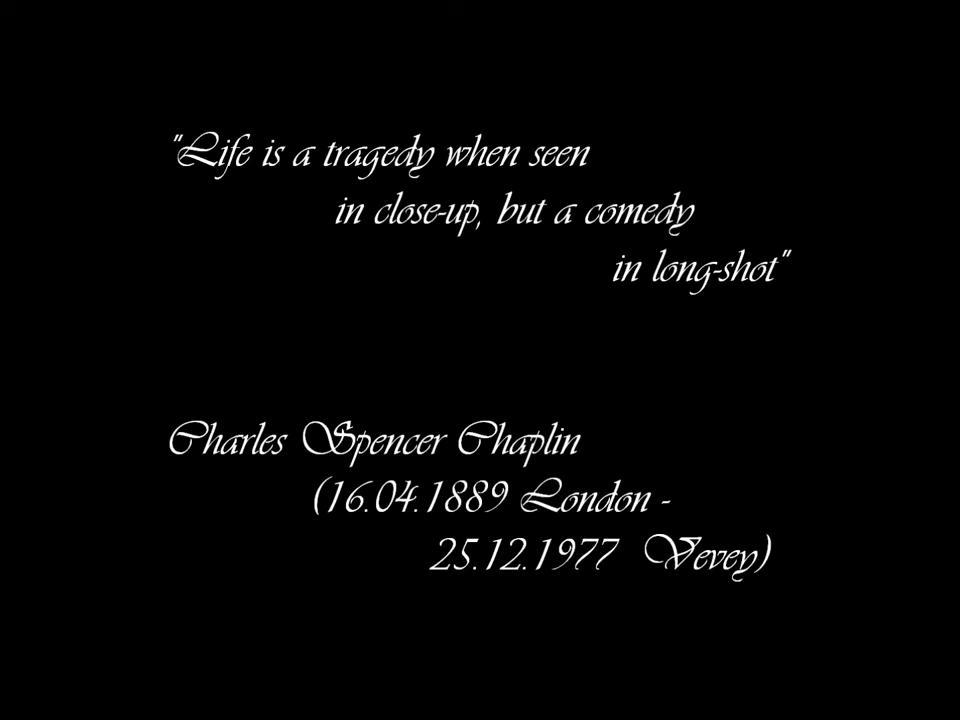 "Life is a tragedy when seen
in close-up, but a comedy
in long-shot"
Charles Spencer Chaplin
(16.04.1889 London -
25.12.1977 Vevey)